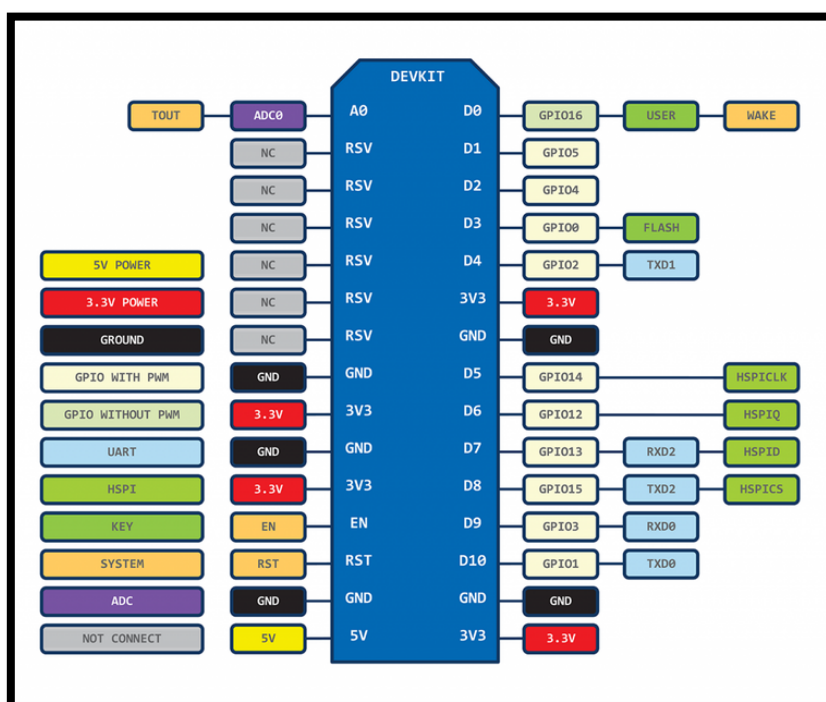 DEVKIT
TOUT ADC0 A0 D0 GPIO16 USER WAKE
NC RSV D1 GPIO5
NC RSV D2 GPIO4
NC RSV D3 GPIO0 FLASH
5V POWER NC RSV D4 GPIO2 TXD1
3.3V POWER NC RSV 3V3 3.3V
GROUND NC RSV GND GND
GPIO WITH PWM GND GND D5 GPIO14 HSPICLK
GPIO WITHOUT PWM 3.3V 3V3 D6 GPIO12 HSPIQ
UART GND GND D7 GPIO13 RXD2 HSPID
HSPI 3.3V 3V3 D8 GPIO15 TXD2 HSPICS
KEY EN EN D9 GPIO3 RXD0
SYSTEM RST RST D10 GPIO1 TXD0
ADC GND GND GND GND
NOT CONNECT 5V 5V 3V3 3.3V